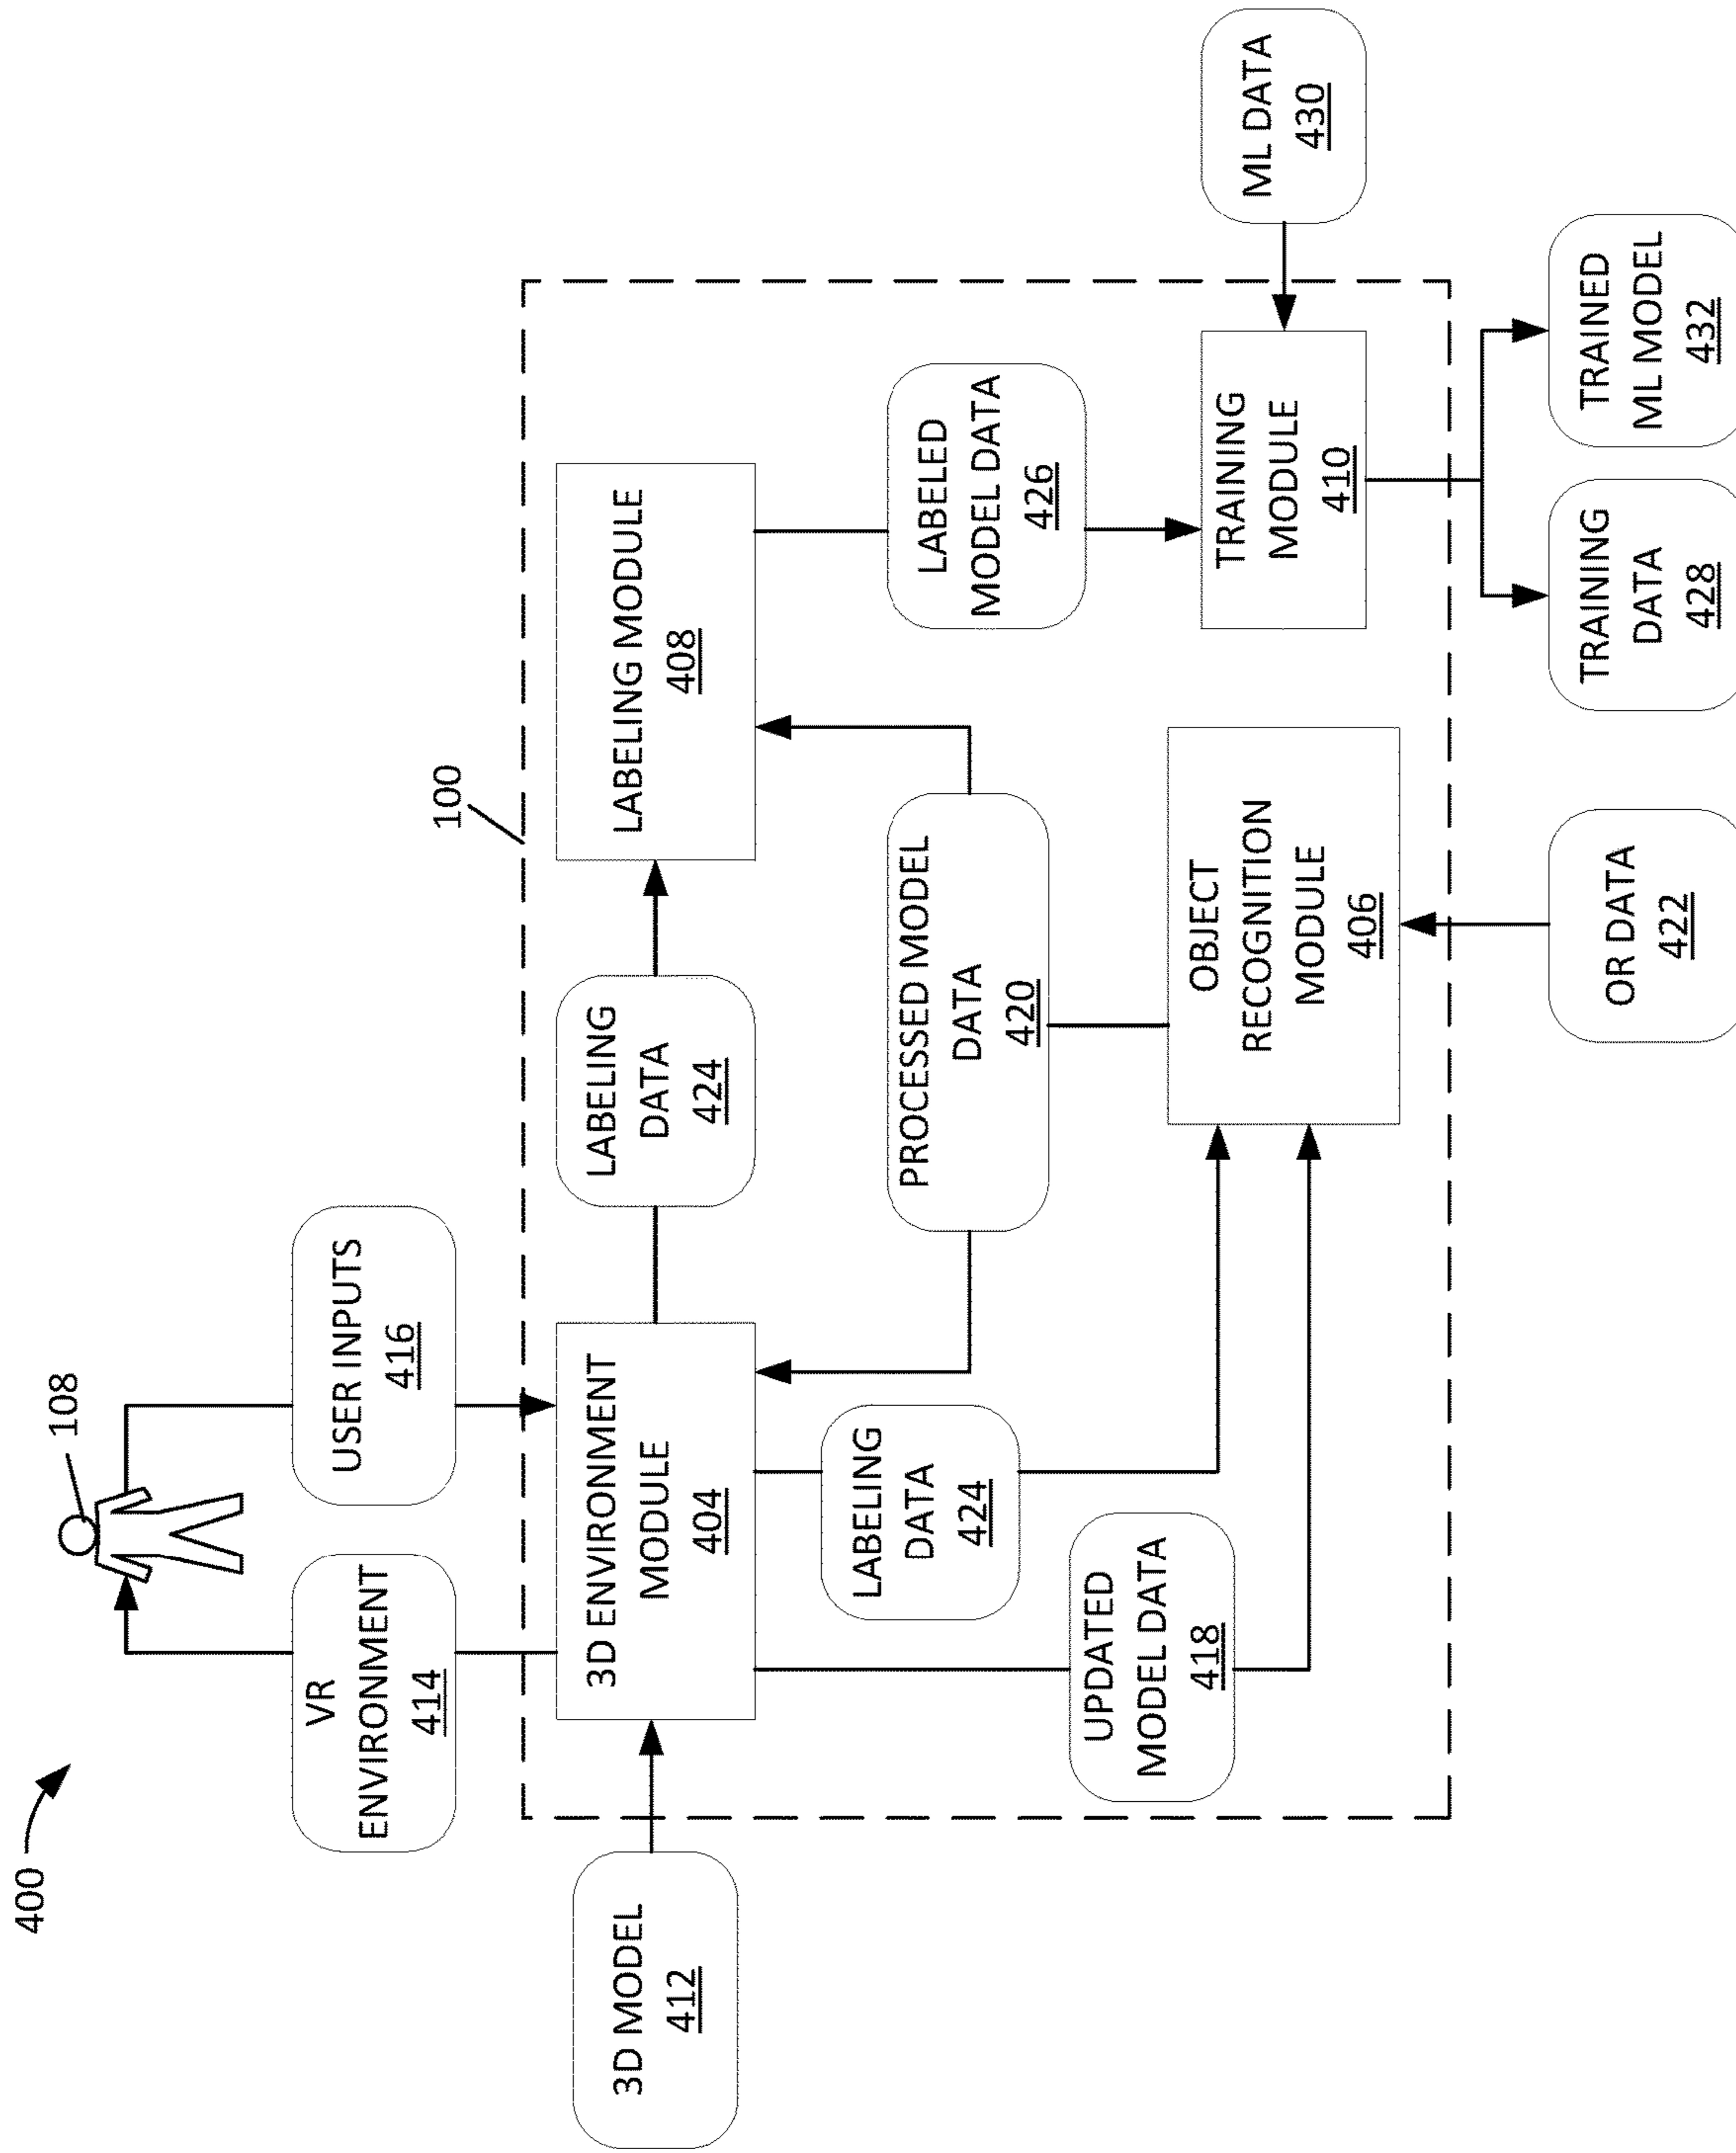 400
108
VR
ENVIRONMENT
414
USER INPUTS
416
100
3D MODEL
412
3D ENVIRONMENT
MODULE
404
LABELING
DATA
424
LABELING MODULE
408
LABELING
DATA
424
UPDATED
MODEL DATA
418
PROCESSED MODEL
DATA
420
LABELED
MODEL DATA
426
OBJECT
RECOGNITION
MODULE
406
TRAINING
MODULE
410
ML DATA
430
OR DATA
422
TRAINING
DATA
428
TRAINED
ML MODEL
432